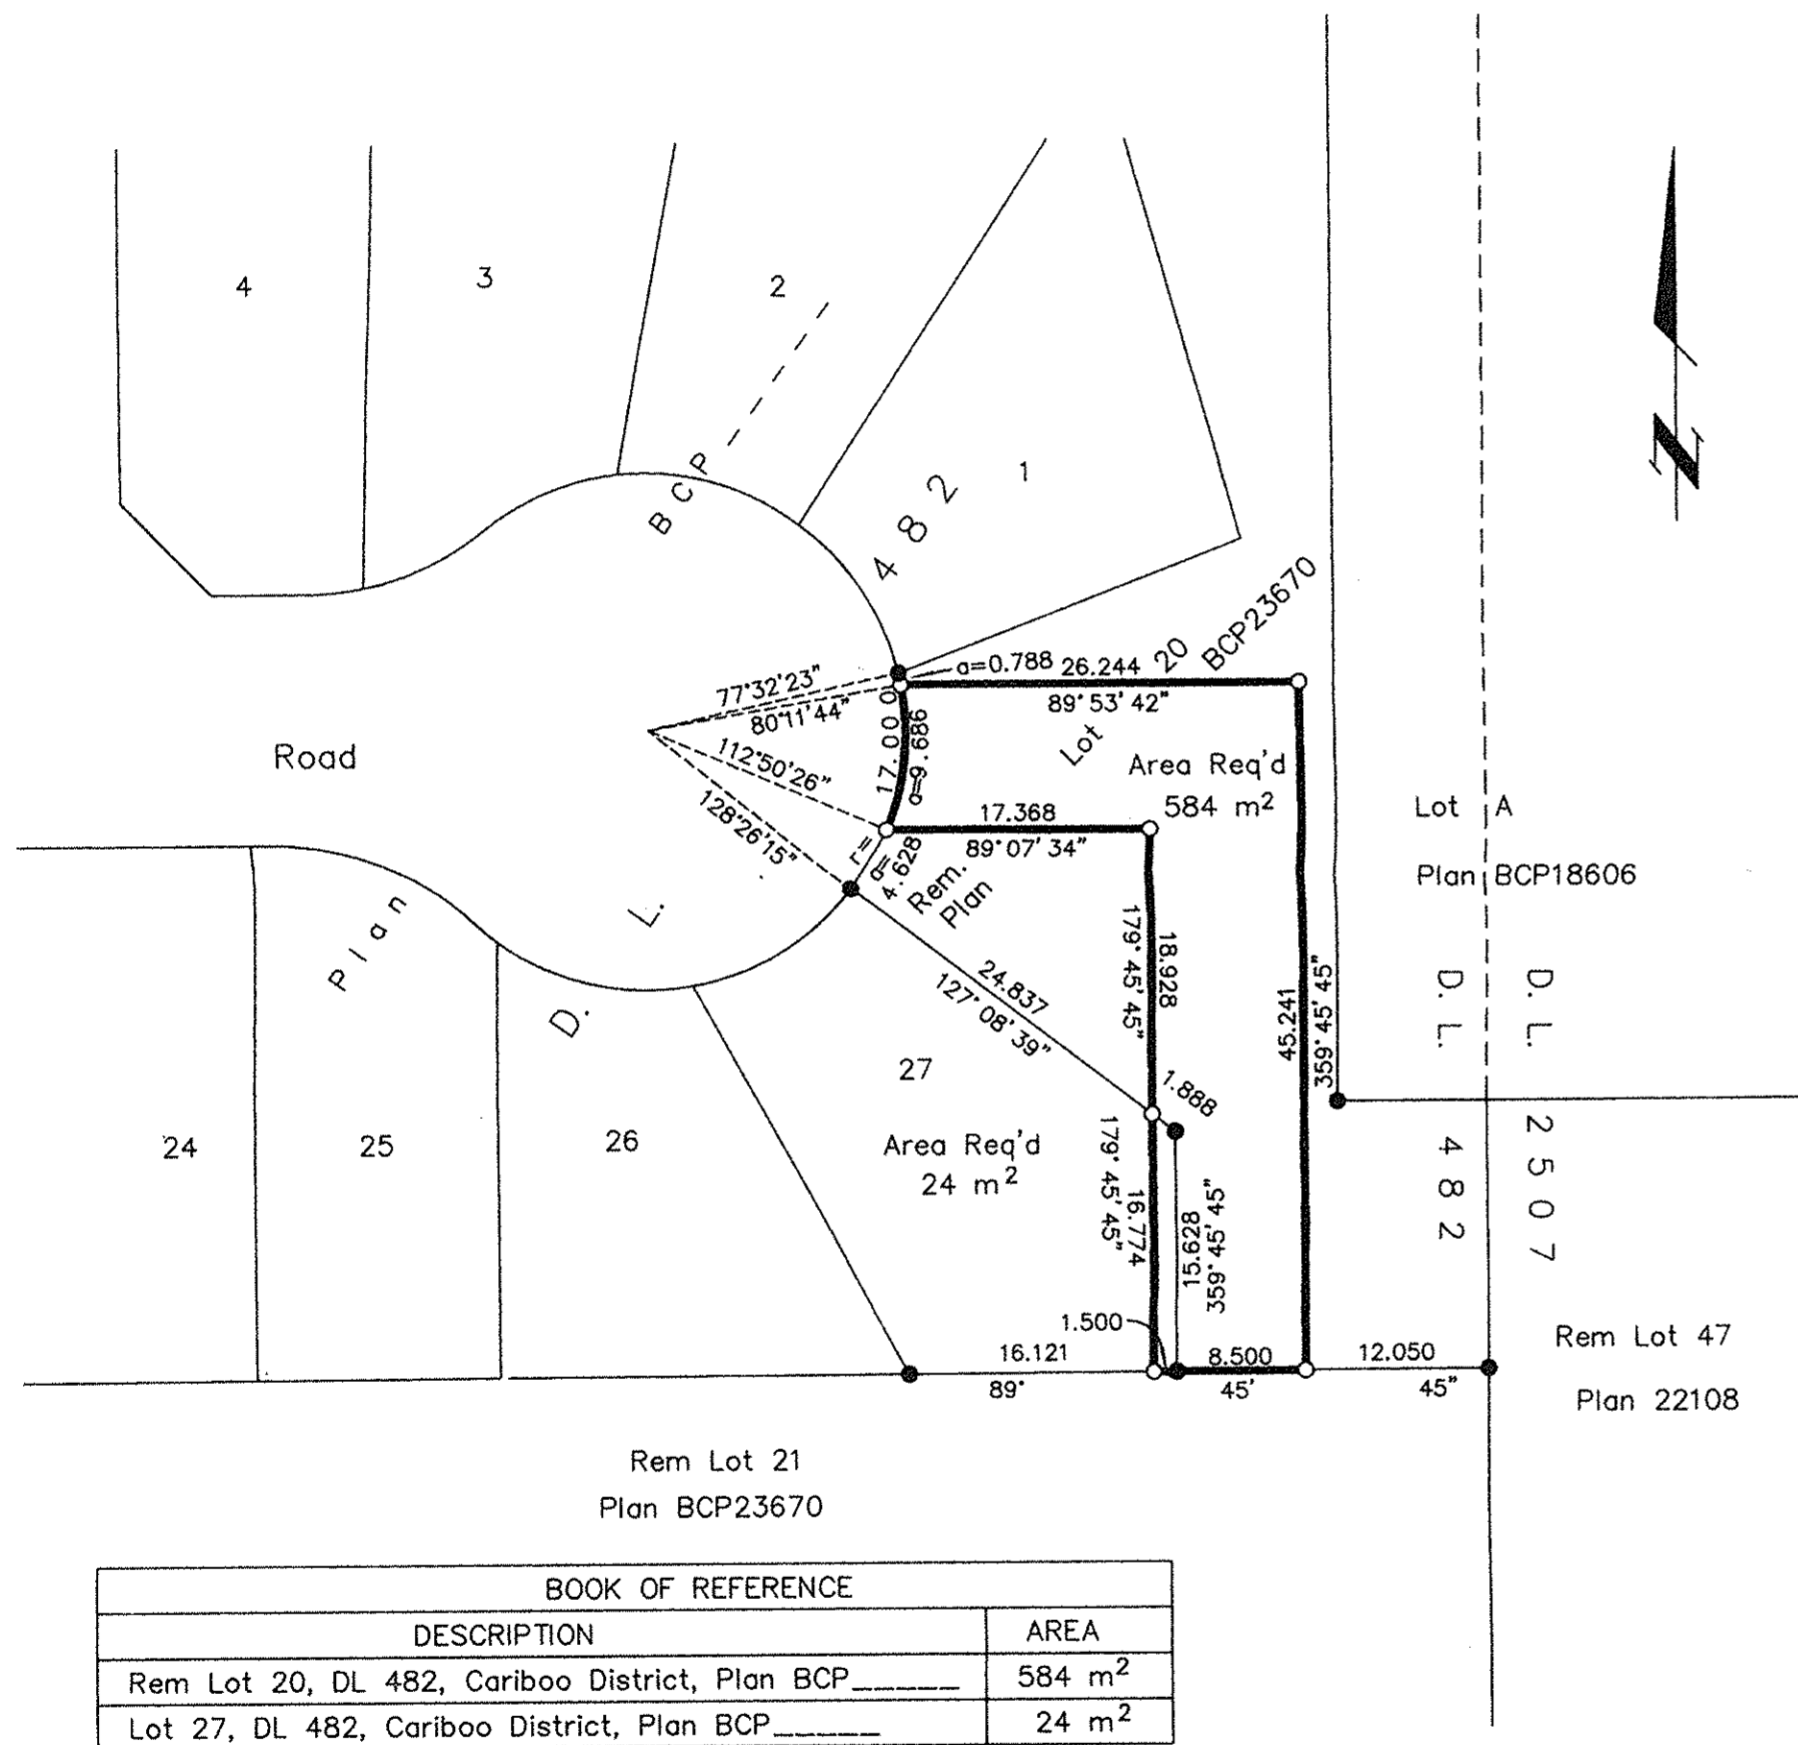 4
3
2
1
BCP
482
N
77°32'23"
80°11'44"
112°50'26"
128°26'15"
a=0.788
26.244
89°53'42"
Lot 20
BCP23670
r= 17.000
a=9.686
a= 4.628
Road
Area Req'd
584 m²
17.368
89°07'34"
Rem.
Plan
Lot A
Plan BCP18606
Plan
D. L.
18.928
179°45'45"
24.837
127°08'39"
1.888
45.241
359°45'45"
D. L. 482
D. L. 2507
24
25
26
27
Area Req'd
24 m²
179°45'45"
16.774
15.628
359°45'45"
1.500
16.121
8.500
12.050
89° 45' 45"
Rem Lot 47
Plan 22108
Rem Lot 21
Plan BCP23670
BOOK OF REFERENCE
DESCRIPTION AREA
Rem Lot 20, DL 482, Cariboo District, Plan BCP_____ 584 m²
Lot 27, DL 482, Cariboo District, Plan BCP_____ 24 m²